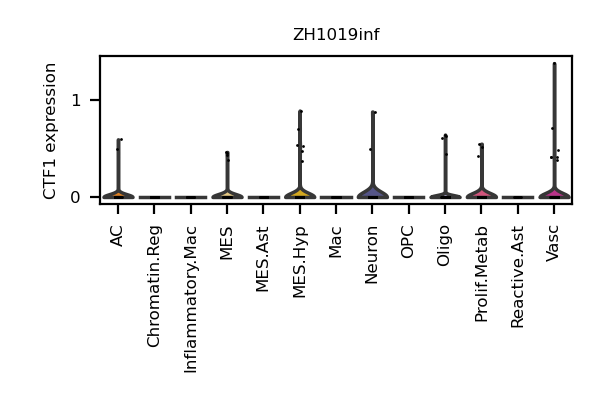 ZH1019inf
CTF1 expression
1
0
AC
Chromatin.Reg
Inflammatory.Mac
MES
MES.Ast
MES.Hyp
Mac
Neuron
OPC
Oligo
Prolif.Metab
Reactive.Ast
Vasc